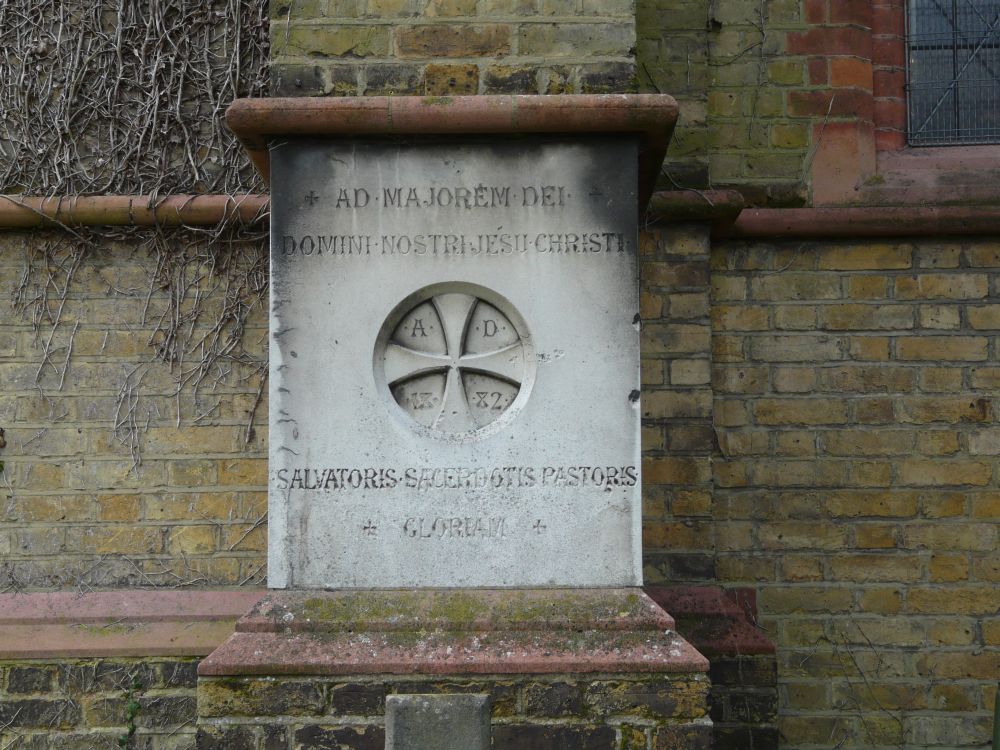 + AD·MAJOREM·DEI· +
DOMINI·NOSTRI·JESU·CHRISTI·
·A· ·D·
·18· ·82·
SALVATORIS·SACERDOTIS·PASTORIS
+ GLORIAM +